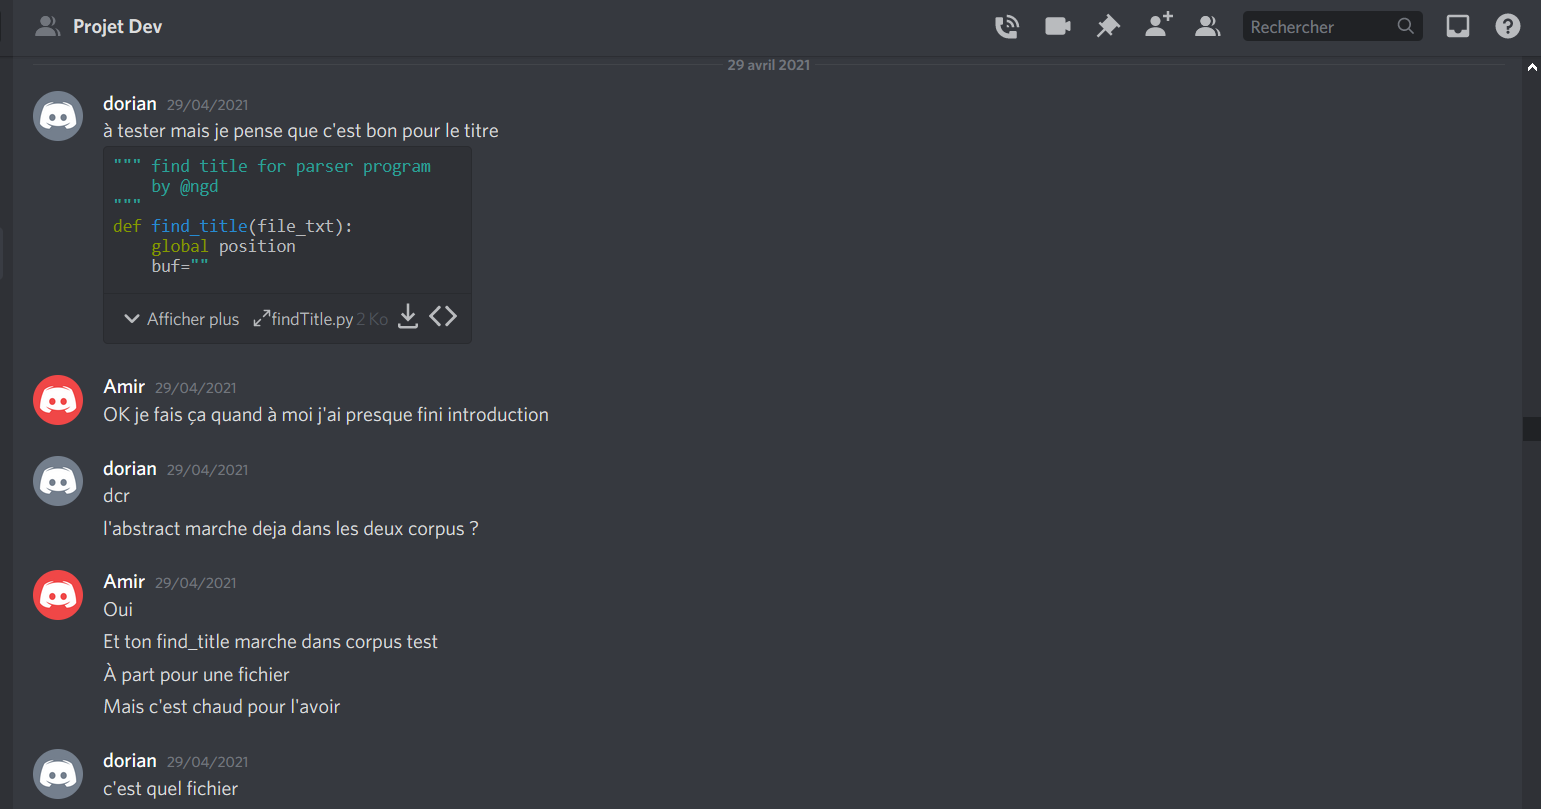 Projet Dev
Rechercher
29 avril 2021
dorian 29/04/2021
à tester mais je pense que c'est bon pour le titre
""" find title for parser program
by @ngd
"""
def find_title(file_txt):
global position
buf=""
Afficher plus findTitle.py 2 Ko
Amir 29/04/2021
OK je fais ça quand à moi j'ai presque fini introduction
dorian 29/04/2021
dcr
l'abstract marche deja dans les deux corpus ?
Amir 29/04/2021
Oui
Et ton find_title marche dans corpus test
À part pour une fichier
Mais c'est chaud pour l'avoir
dorian 29/04/2021
c'est quel fichier